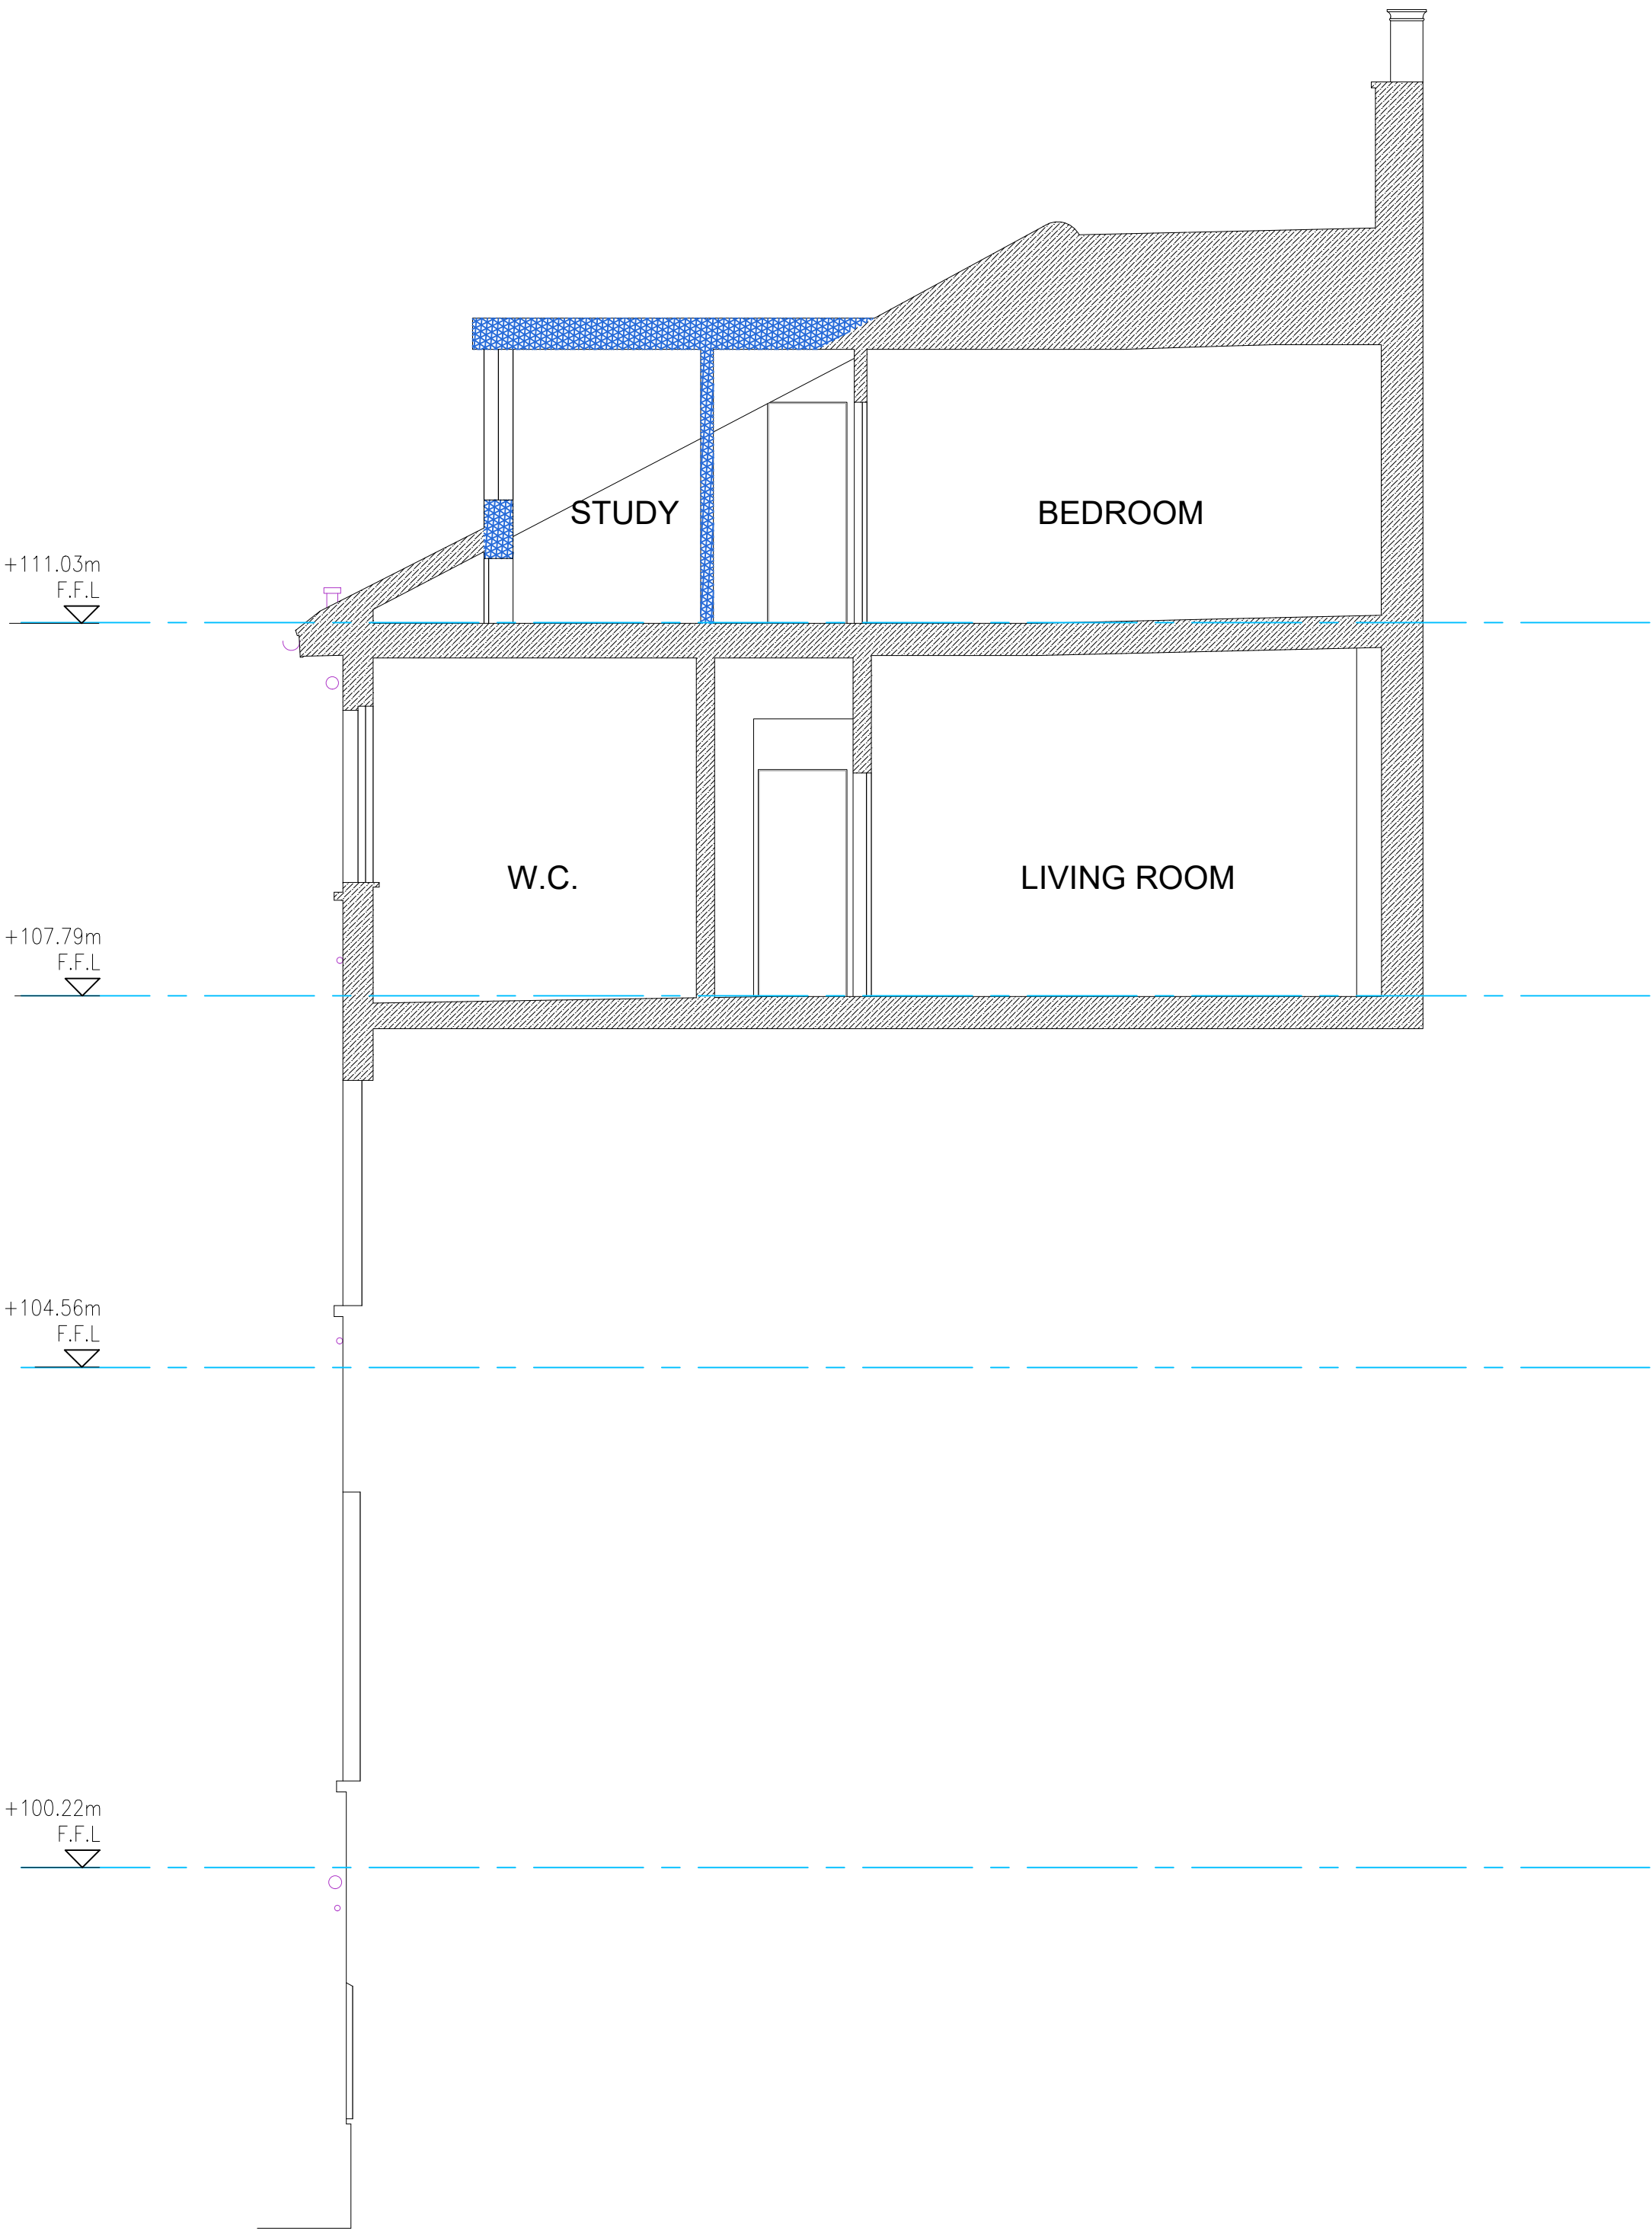 STUDY
BEDROOM
+111.03m
F.F.L
W.C.
LIVING ROOM
+107.79m
F.F.L
+104.56m
F.F.L
+100.22m
F.F.L